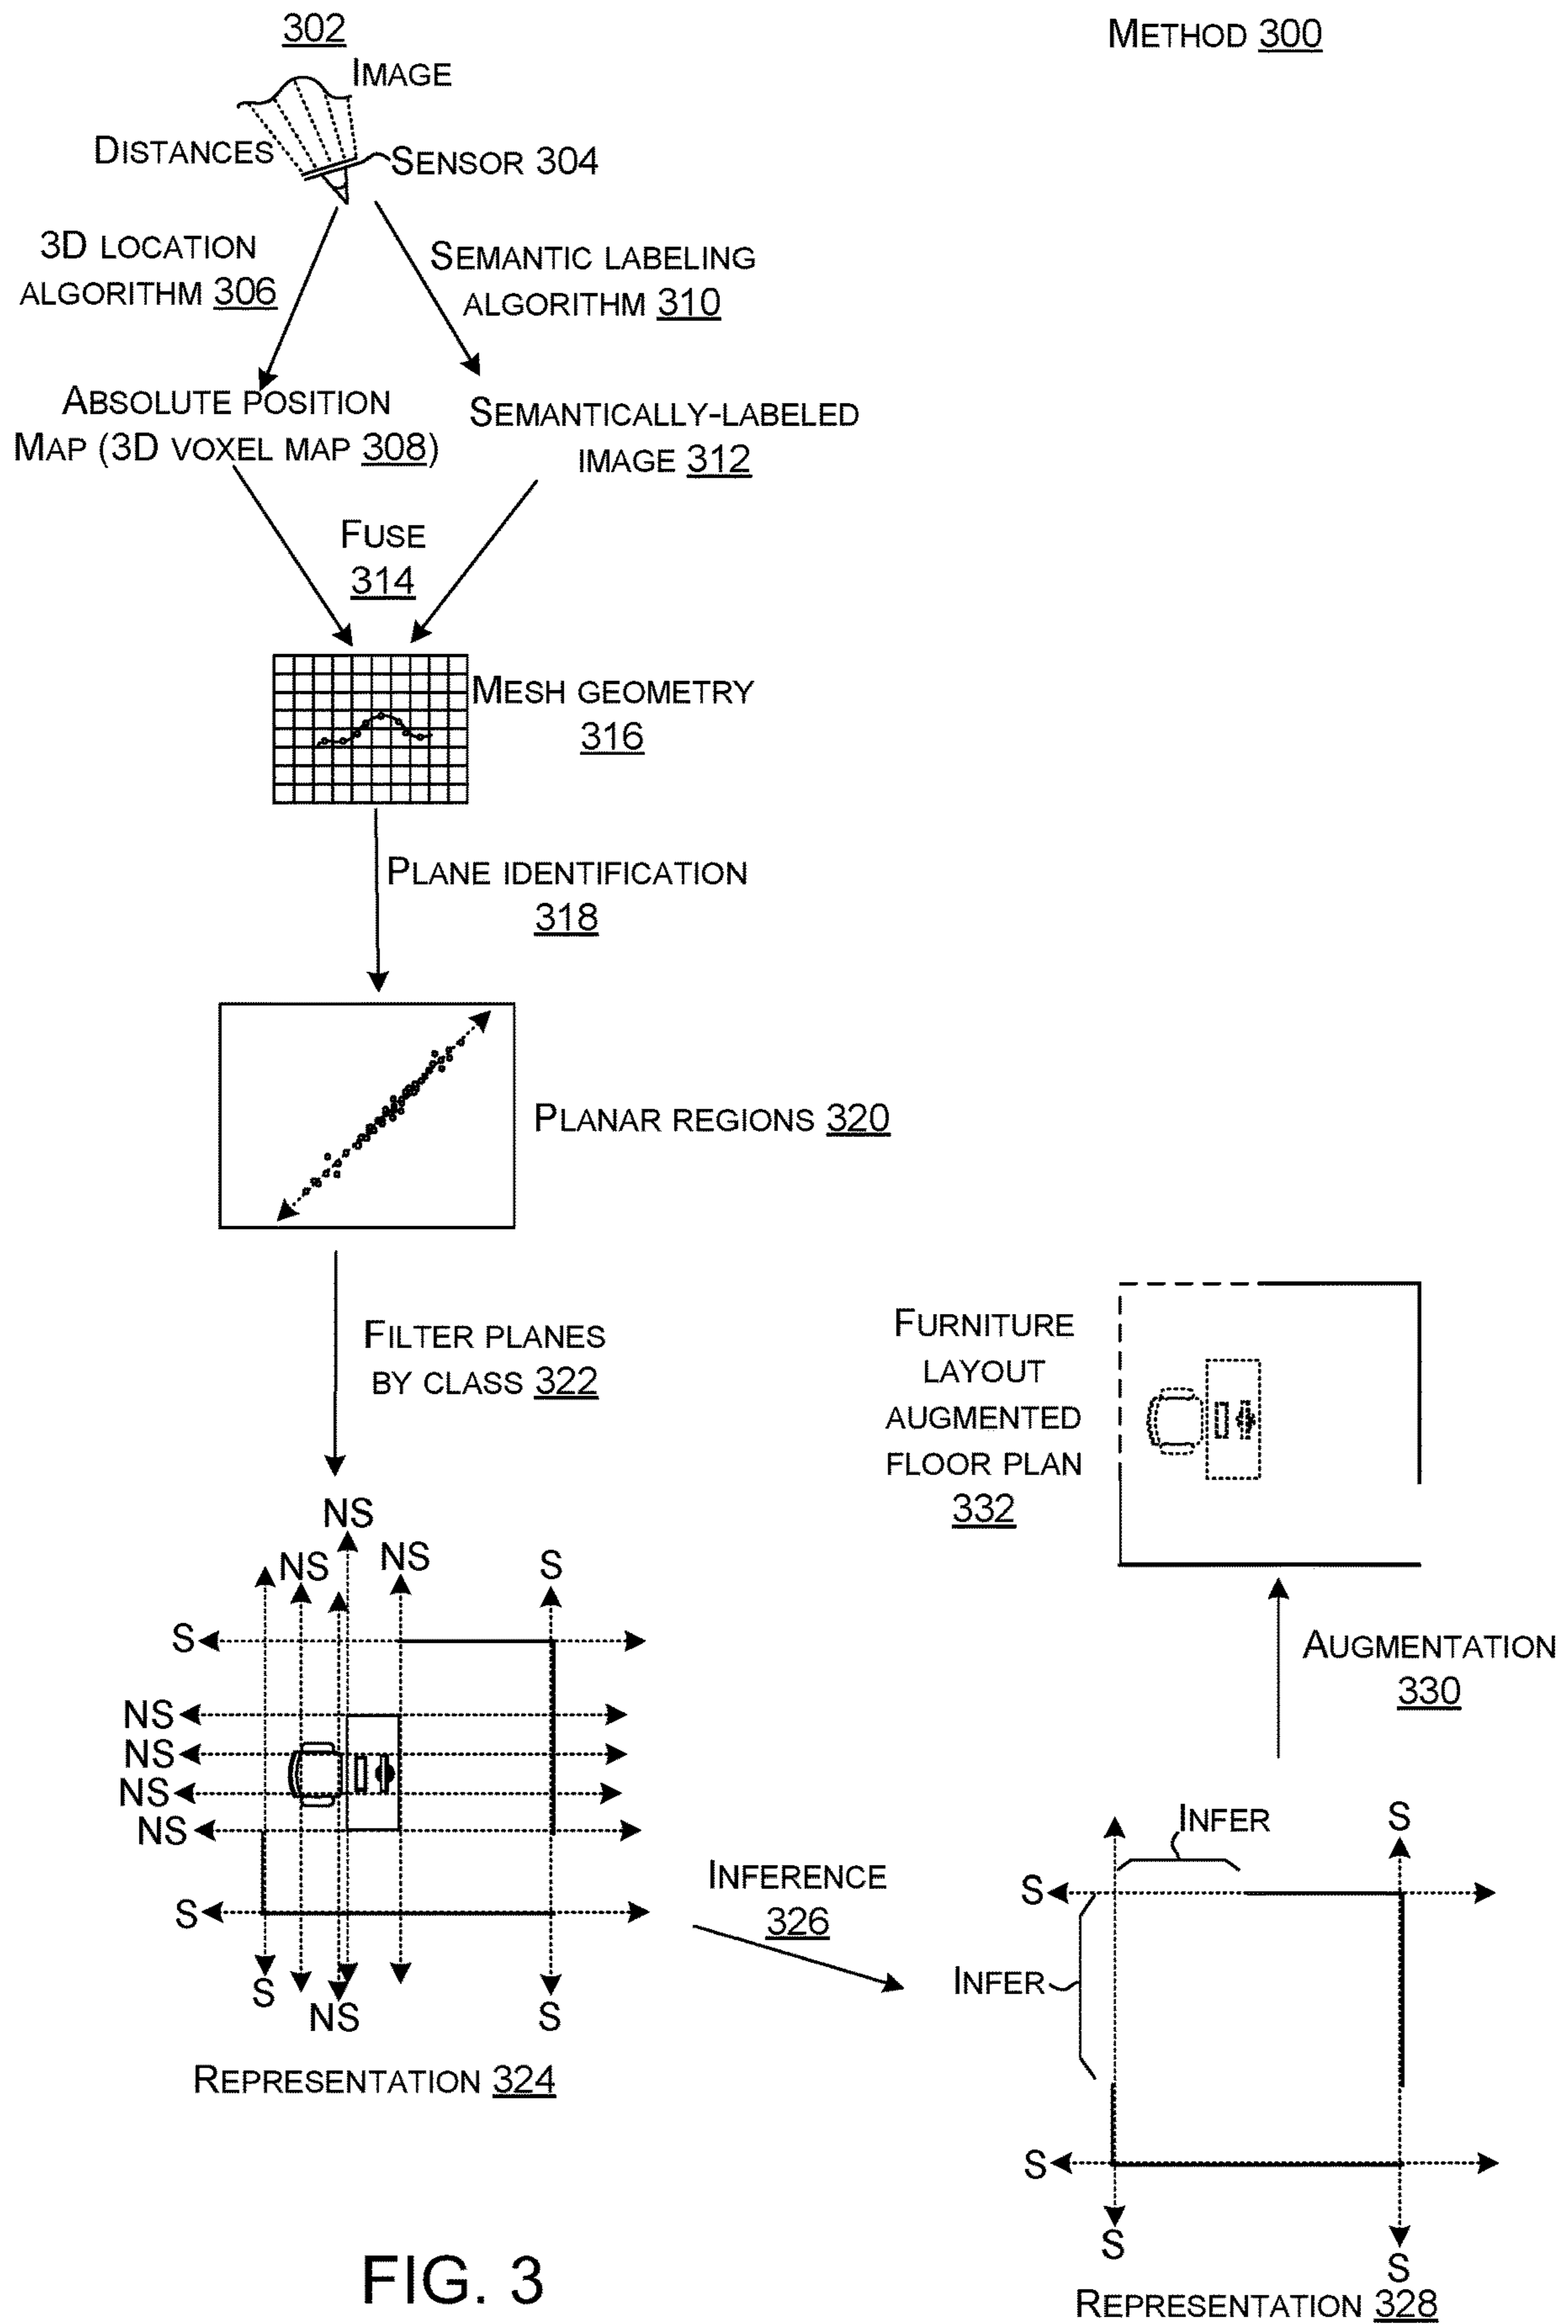 302
METHOD 300
IMAGE
DISTANCES
SENSOR 304
3D LOCATION
ALGORITHM 306
SEMANTIC LABELING
ALGORITHM 310
ABSOLUTE POSITION
MAP (3D VOXEL MAP 308)
SEMANTICALLY-LABELED
IMAGE 312
FUSE
314
MESH GEOMETRY
316
PLANE IDENTIFICATION
318
PLANAR REGIONS 320
FILTER PLANES
BY CLASS 322
FURNITURE
LAYOUT
AUGMENTED
FLOOR PLAN
332
NS
NS
NS
S
S
NS
NS
NS
NS
S
S
NS
S
REPRESENTATION 324
INFERENCE
326
AUGMENTATION
330
INFER
S
S
INFER
S
S
S
REPRESENTATION 328
FIG. 3